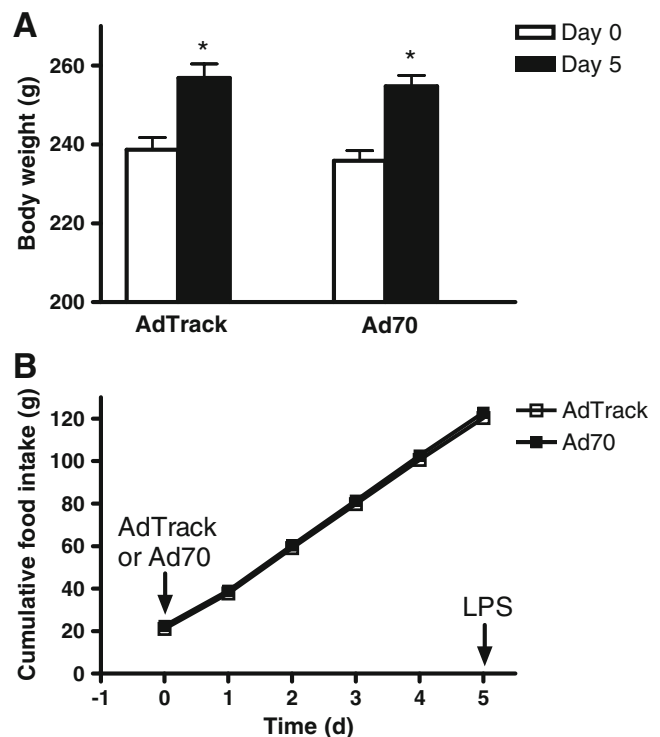 A
Body weight (g)
260
240
220
200
*
*
AdTrack
Ad70
Day 0
Day 5
B
Cumulative food intake (g)
120
100
80
60
40
20
0
AdTrack
or Ad70
LPS
AdTrack
Ad70
-1 0 1 2 3 4 5
Time (d)